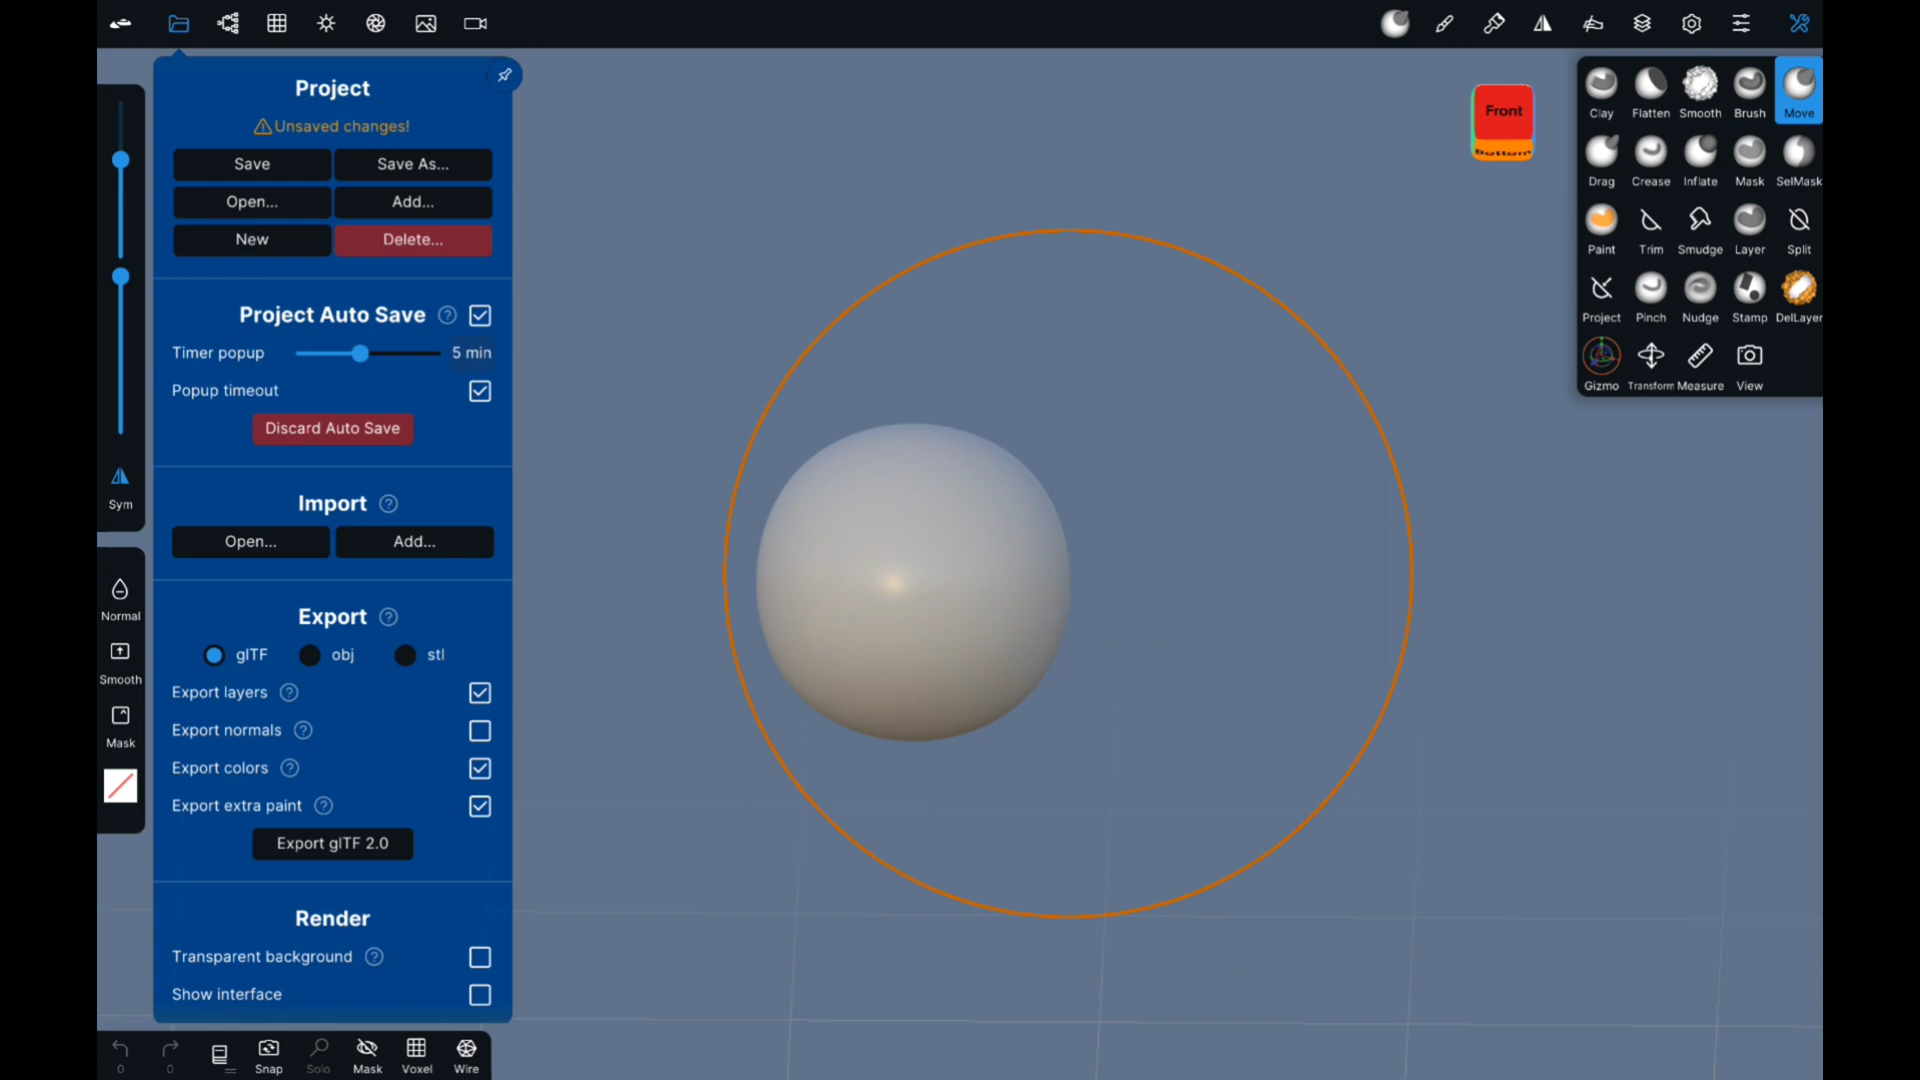 Project
Unsaved changes!
Save Save As...
Open... Add...
New Delete...
Project Auto Save ?
Timer popup 5 min
Popup timeout
Discard Auto Save
Import ?
Open... Add...
Export ?
glTF obj stl
Export layers ?
Export normals ?
Export colors ?
Export extra paint ?
Export glTF 2.0
Render
Transparent background ?
Show interface
Sym
Normal
Smooth
Mask
0 0 Snap Solo Mask Voxel Wire
Front
Bottom
Clay Flatten Smooth Brush Move
Drag Crease Inflate Mask SelMask
Paint Trim Smudge Layer Split
Project Pinch Nudge Stamp DelLayer
Gizmo Transform Measure View